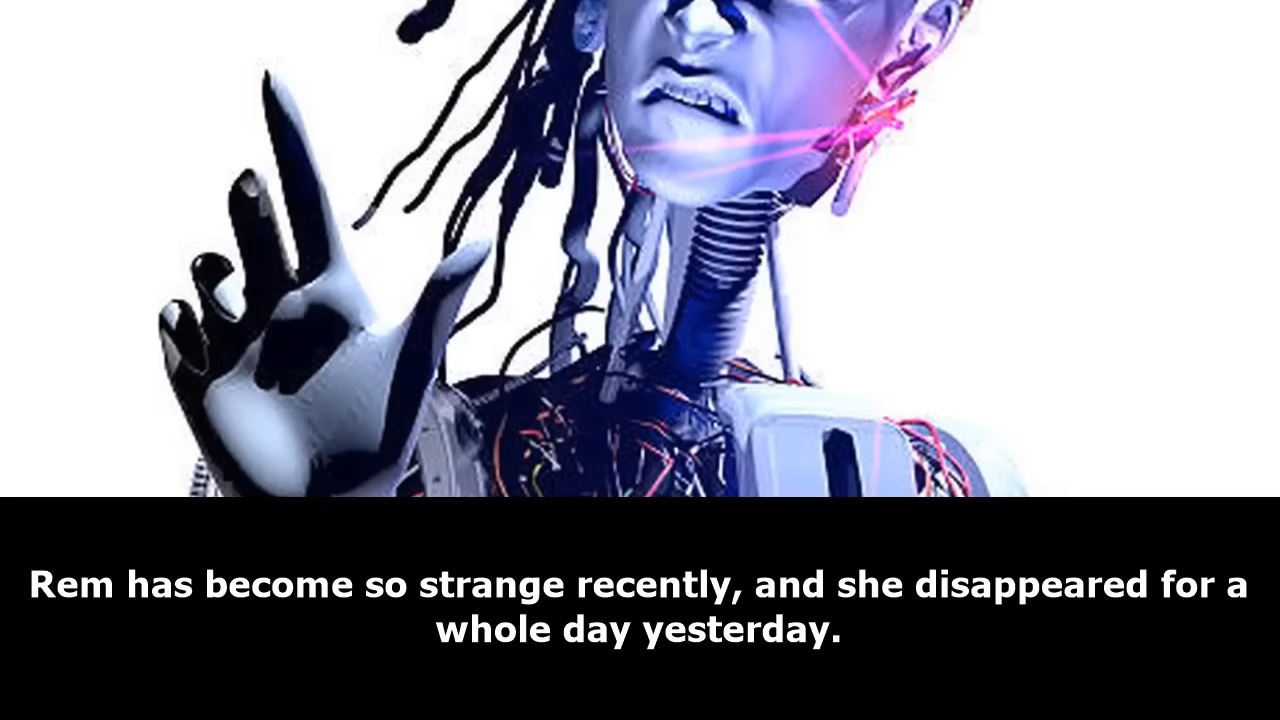 Rem has become so strange recently, and she disappeared for a
whole day yesterday.